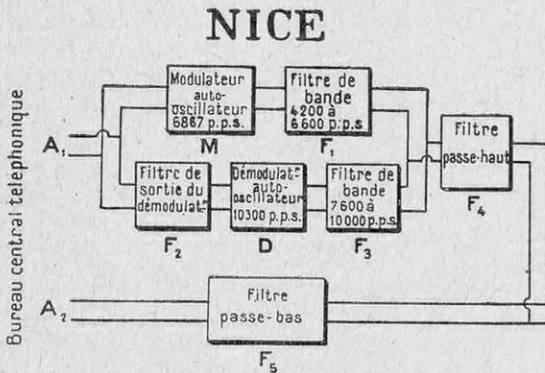 NICE
Bureau central téléphonique
Modulateur
auto-
oscillateur
6867 p.p.s.
M
Filtre de
bande
4200 à
6600 p.p.s
F₁
A₁
Filtre de
sortie du
démodulatʳ
F₂
Démodulatʳ
auto-
oscillateur
10300 p.p.s.
D
Filtre de
bande
7600 à
10000 p.p.s
F₃
Filtre
passe-haut
F₄
A₂
Filtre
passe-bas
F₅